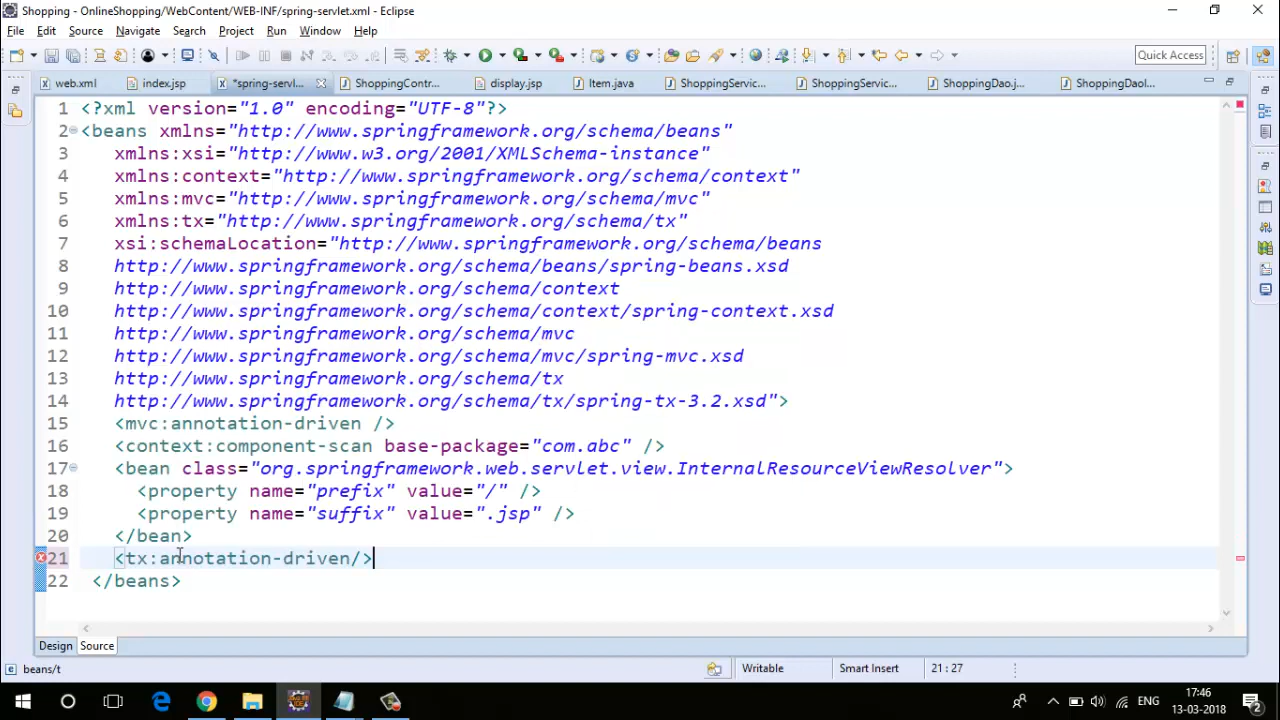 Shopping - OnlineShopping/WebContent/WEB-INF/spring-servlet.xml - Eclipse
File Edit Source Navigate Search Project Run Window Help
Quick Access
web.xml index.jsp *spring-servl... ShoppingContr... display.jsp Item.java ShoppingServic... ShoppingServic... ShoppingDao.j... ShoppingDaoI...
1 <?xml version="1.0" encoding="UTF-8"?>
2 <beans xmlns="http://www.springframework.org/schema/beans"
3 xmlns:xsi="http://www.w3.org/2001/XMLSchema-instance"
4 xmlns:context="http://www.springframework.org/schema/context"
5 xmlns:mvc="http://www.springframework.org/schema/mvc"
6 xmlns:tx="http://www.springframework.org/schema/tx"
7 xsi:schemaLocation="http://www.springframework.org/schema/beans
8 http://www.springframework.org/schema/beans/spring-beans.xsd
9 http://www.springframework.org/schema/context
10 http://www.springframework.org/schema/context/spring-context.xsd
11 http://www.springframework.org/schema/mvc
12 http://www.springframework.org/schema/mvc/spring-mvc.xsd
13 http://www.springframework.org/schema/tx
14 http://www.springframework.org/schema/tx/spring-tx-3.2.xsd">
15 <mvc:annotation-driven />
16 <context:component-scan base-package="com.abc" />
17 <bean class="org.springframework.web.servlet.view.InternalResourceViewResolver">
18 <property name="prefix" value="/" />
19 <property name="suffix" value=".jsp" />
20 </bean>
21 <tx:annotation-driven/>
22 </beans>
Design Source
beans/t Writable Smart Insert 21 : 27
ENG 17:46
13-03-2018 2